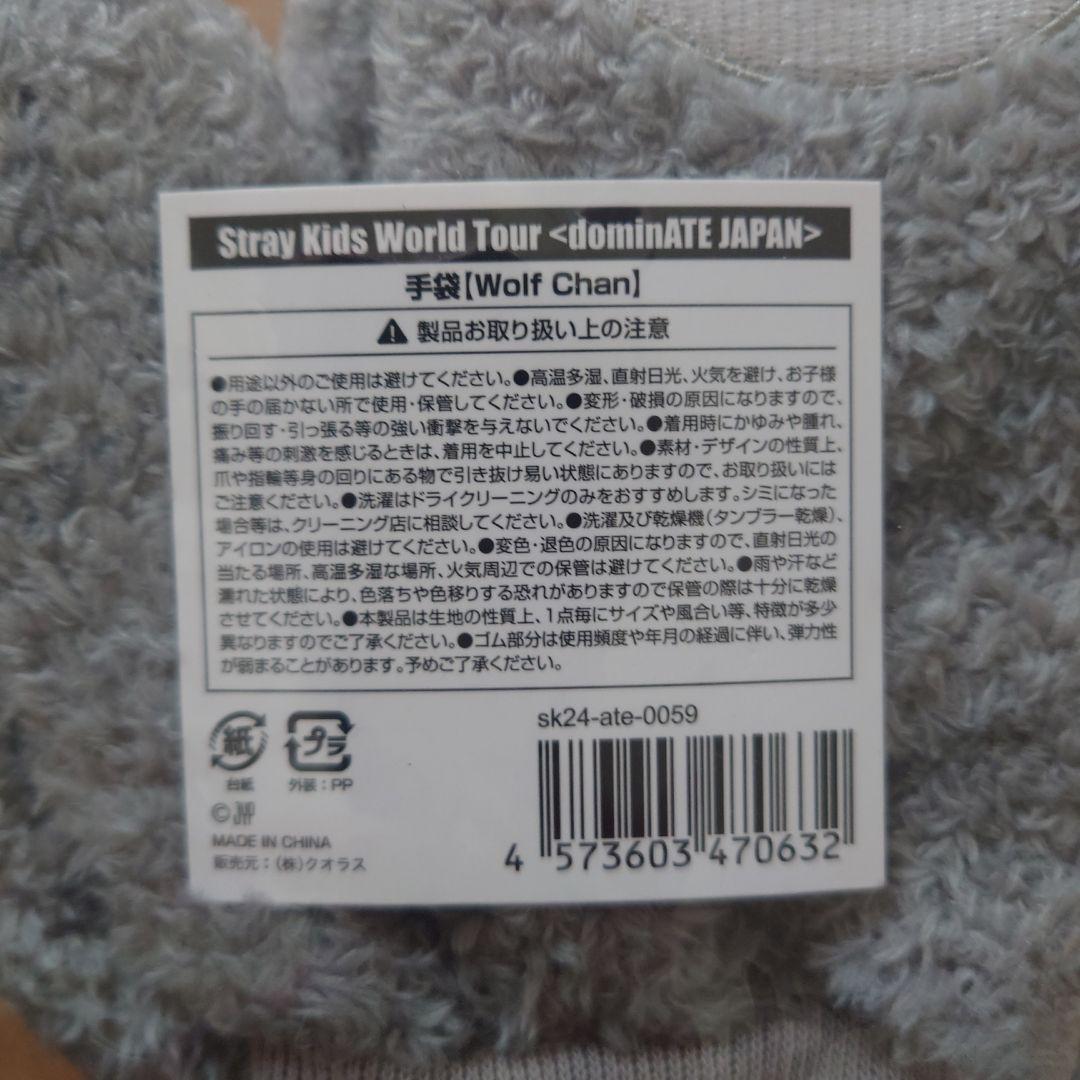 Stray Kids World Tour <dominATE JAPAN>
手袋【Wolf Chan】
製品お取り扱い上の注意
●用途以外のご使用は避けてください。●高温多湿、直射日光、火気を避け、お子様
の手の届かない所で使用・保管してください。●変形・破損の原因になりますので、
振り回す・引っ張る等の強い衝撃を与えないでください。●着用時にかゆみや腫れ、
痛み等の刺激を感じるときは、着用を中止してください。●素材・デザインの性質上、
爪や指輪等身の回りにある物で引き抜け易い状態にありますので、お取り扱いには
ご注意ください。●洗濯はドライクリーニングのみをおすすめします。シミになった
場合等は、クリーニング店に相談してください。●洗濯及び乾燥機(タンブラー乾燥)、
アイロンの使用は避けてください。●変色・退色の原因になりますので、直射日光の
当たる場所、高温多湿な場所、火気周辺での保管は避けてください。●雨や汗など
濡れた状態により、色落ちや色移りする恐れがありますので保管の際は十分に乾燥
させてください。●本製品は生地の性質上、1点毎にサイズや風合い等、特徴が多少
異なりますのでご了承ください。●ゴム部分は使用頻度や年月の経過に伴い、弾力性
が弱まることがあります。予めご了承ください。
sk24-ate-0059
紙 プラ
台紙 外装:PP
© JYP
MADE IN CHINA
販売元:(株)クオラス
4 573603 470632